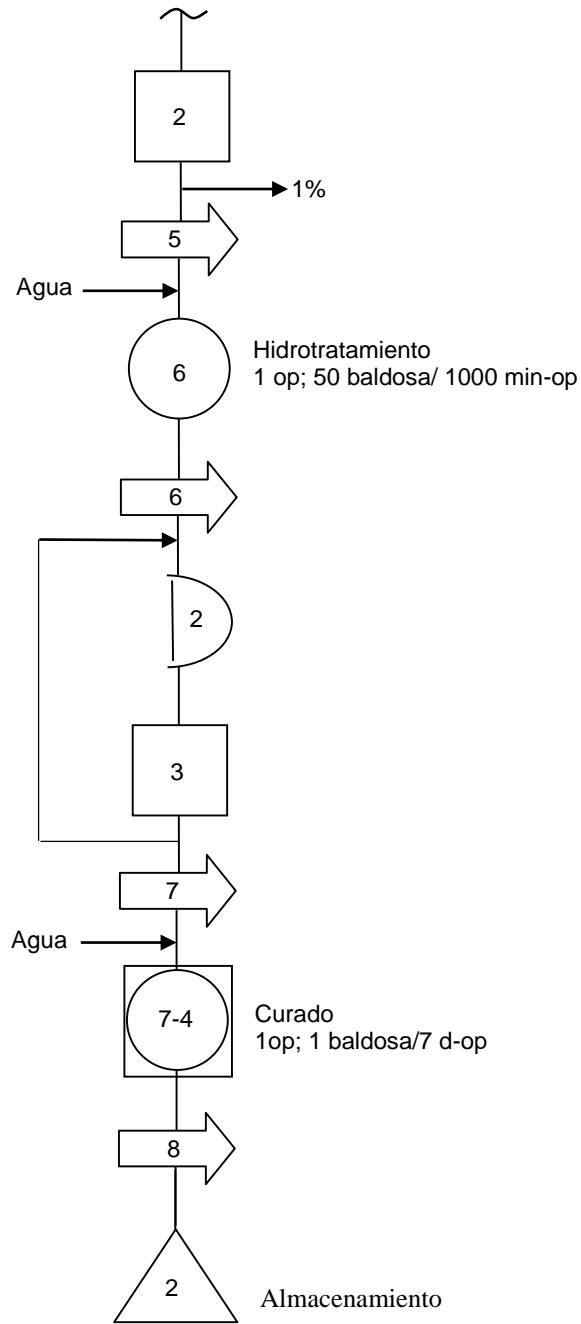 2
1%
5
Agua
6
Hidrotratamiento
1 op; 50 baldosa/ 1000 min-op
6
2
3
7
Agua
7-4
Curado
1op; 1 baldosa/7 d-op
8
2
Almacenamiento